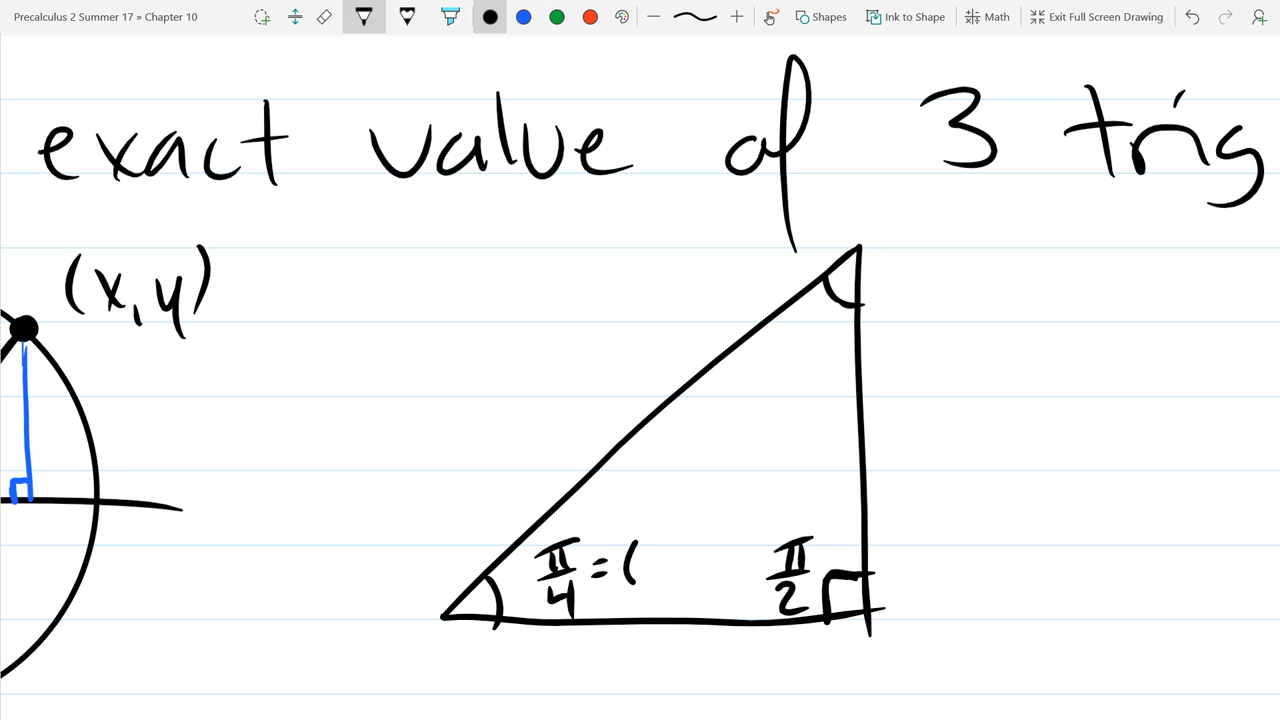 Precalculus 2 Summer 17 » Chapter 10
Shapes
Ink to Shape
Math
Exit Full Screen Drawing
exact value of 3 trig
(x,y)
π/4 = (
π/2